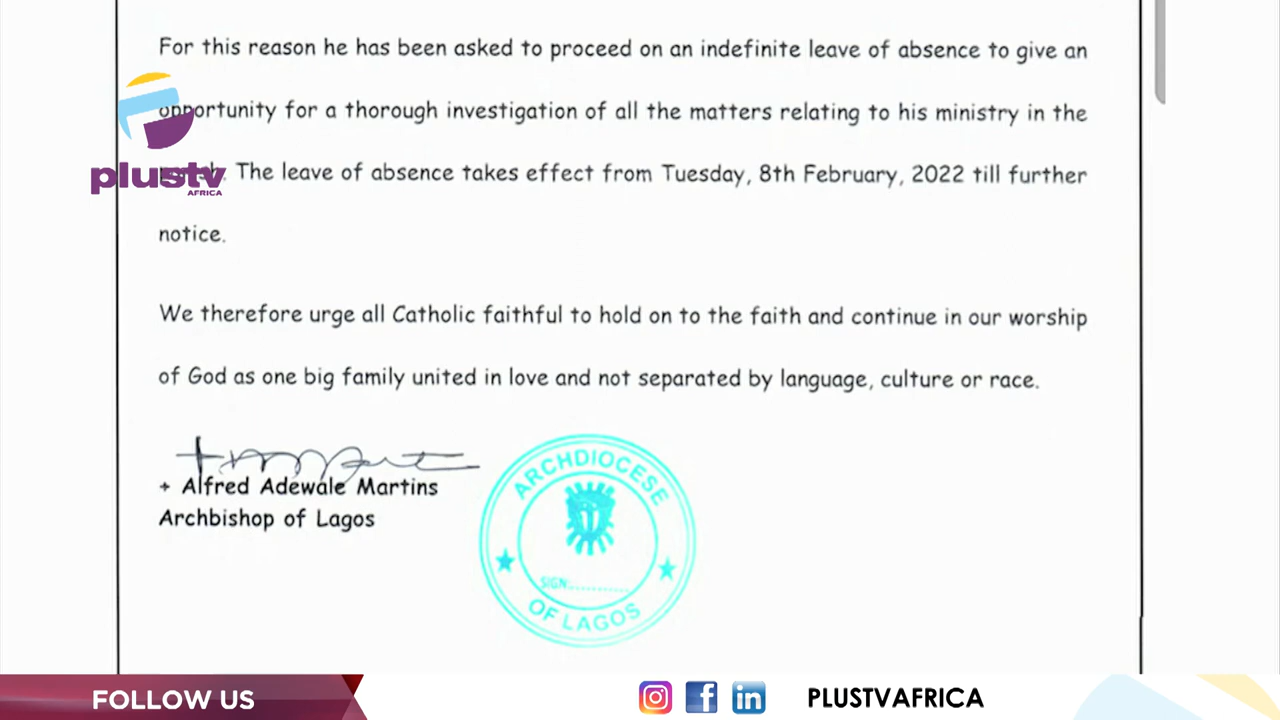 For this reason he has been asked to proceed on an indefinite leave of absence to give an
opportunity for a thorough investigation of all the matters relating to his ministry in the
The leave of absence takes effect from Tuesday, 8th February, 2022 till further
notice.
We therefore urge all Catholic faithful to hold on to the faith and continue in our worship
of God as one big family united in love and not separated by language, culture or race.
+ Alfred Adewale Martins
Archbishop of Lagos
ARCHDIOCESE
SIGN:............
OF LAGOS
plustv
AFRICA
FOLLOW US
PLUSTVAFRICA